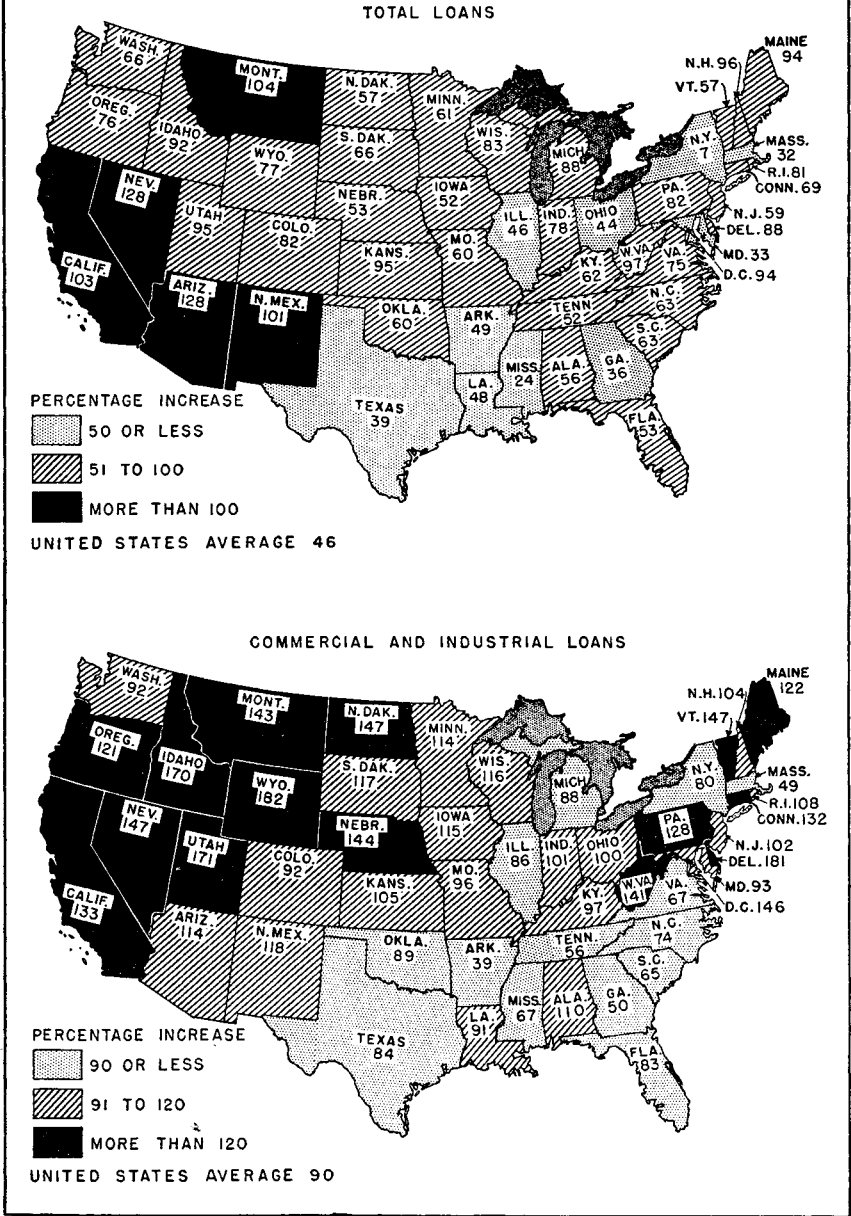 TOTAL LOANS
WASH.
66
OREG.
76
CALIF.
103
NEV.
128
IDAHO
92
MONT.
104
WYO.
77
UTAH
95
COLO.
82
ARIZ.
128
N.MEX.
101
N.DAK.
57
S.DAK.
66
NEBR.
53
KANS.
95
OKLA.
60
TEXAS
39
MINN.
61
IOWA
52
MO.
60
ARK.
49
LA.
48
WIS.
83
ILL.
46
MICH.
88
IND.
78
OHIO
44
KY.
62
TENN.
52
MISS.
24
ALA.
56
GA.
36
FLA.
53
S.C.
63
N.C.
63
VA.
75
W.VA.
97
PA.
82
N.Y.
7
VT.57
N.H.96
MAINE
94
MASS.
32
R.I.81
CONN.69
N.J.59
DEL.88
MD.33
D.C.94
PERCENTAGE INCREASE
50 OR LESS
51 TO 100
MORE THAN 100
UNITED STATES AVERAGE 46
COMMERCIAL AND INDUSTRIAL LOANS
WASH.
92
OREG.
121
CALIF.
133
NEV.
147
IDAHO
170
MONT.
143
WYO.
182
UTAH
171
COLO.
92
ARIZ.
114
N.MEX.
118
N.DAK.
147
S.DAK.
117
NEBR.
144
KANS.
105
OKLA.
89
TEXAS
84
MINN.
114
IOWA
115
MO.
96
ARK.
39
LA.
91
WIS.
116
ILL.
86
MICH.
88
IND.
101
OHIO
100
KY.
97
TENN.
56
MISS.
67
ALA.
110
GA.
50
FLA.
83
S.C.
65
N.C.
74
VA.
67
W.VA.
141
PA.
128
N.Y.
80
VT.147
N.H.104
MAINE
122
MASS.
49
R.I.108
CONN.132
N.J.102
DEL.181
MD.93
D.C.146
PERCENTAGE INCREASE
90 OR LESS
91 TO 120
MORE THAN 120
UNITED STATES AVERAGE 90